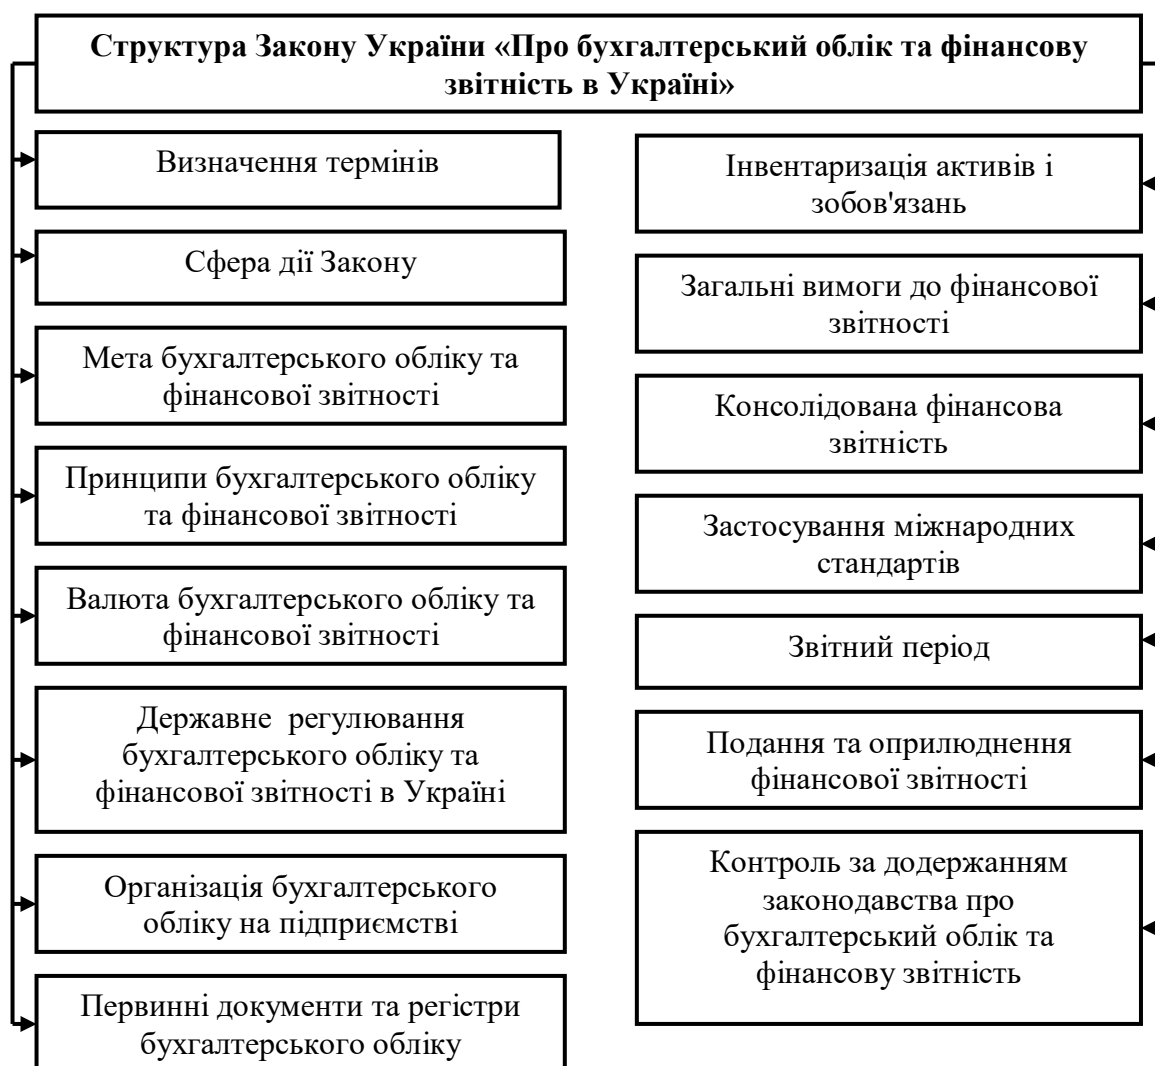 Структура Закону України «Про бухгалтерський облік та фінансову
звітність в Україні»
Визначення термінів
Сфера дії Закону
Мета бухгалтерського обліку та
фінансової звітності
Принципи бухгалтерського обліку
та фінансової звітності
Валюта бухгалтерського обліку та
фінансової звітності
Державне регулювання
бухгалтерського обліку та
фінансової звітності в Україні
Організація бухгалтерського
обліку на підприємстві
Первинні документи та регістри
бухгалтерського обліку
Інвентаризація активів і
зобов'язань
Загальні вимоги до фінансової
звітності
Консолідована фінансова
звітність
Застосування міжнародних
стандартів
Звітний період
Подання та оприлюднення
фінансової звітності
Контроль за додержанням
законодавства про
бухгалтерський облік та
фінансову звітність